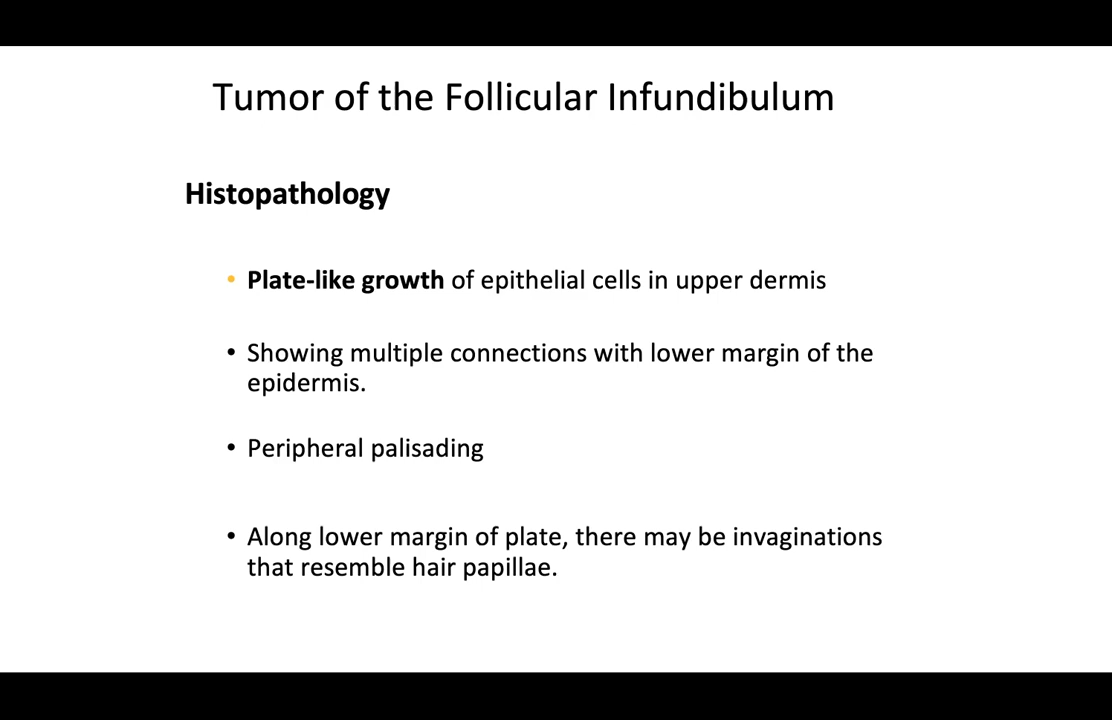 Tumor of the Follicular Infundibulum
Histopathology
• Plate-like growth of epithelial cells in upper dermis
• Showing multiple connections with lower margin of the
epidermis.
• Peripheral palisading
• Along lower margin of plate, there may be invaginations
that resemble hair papillae.